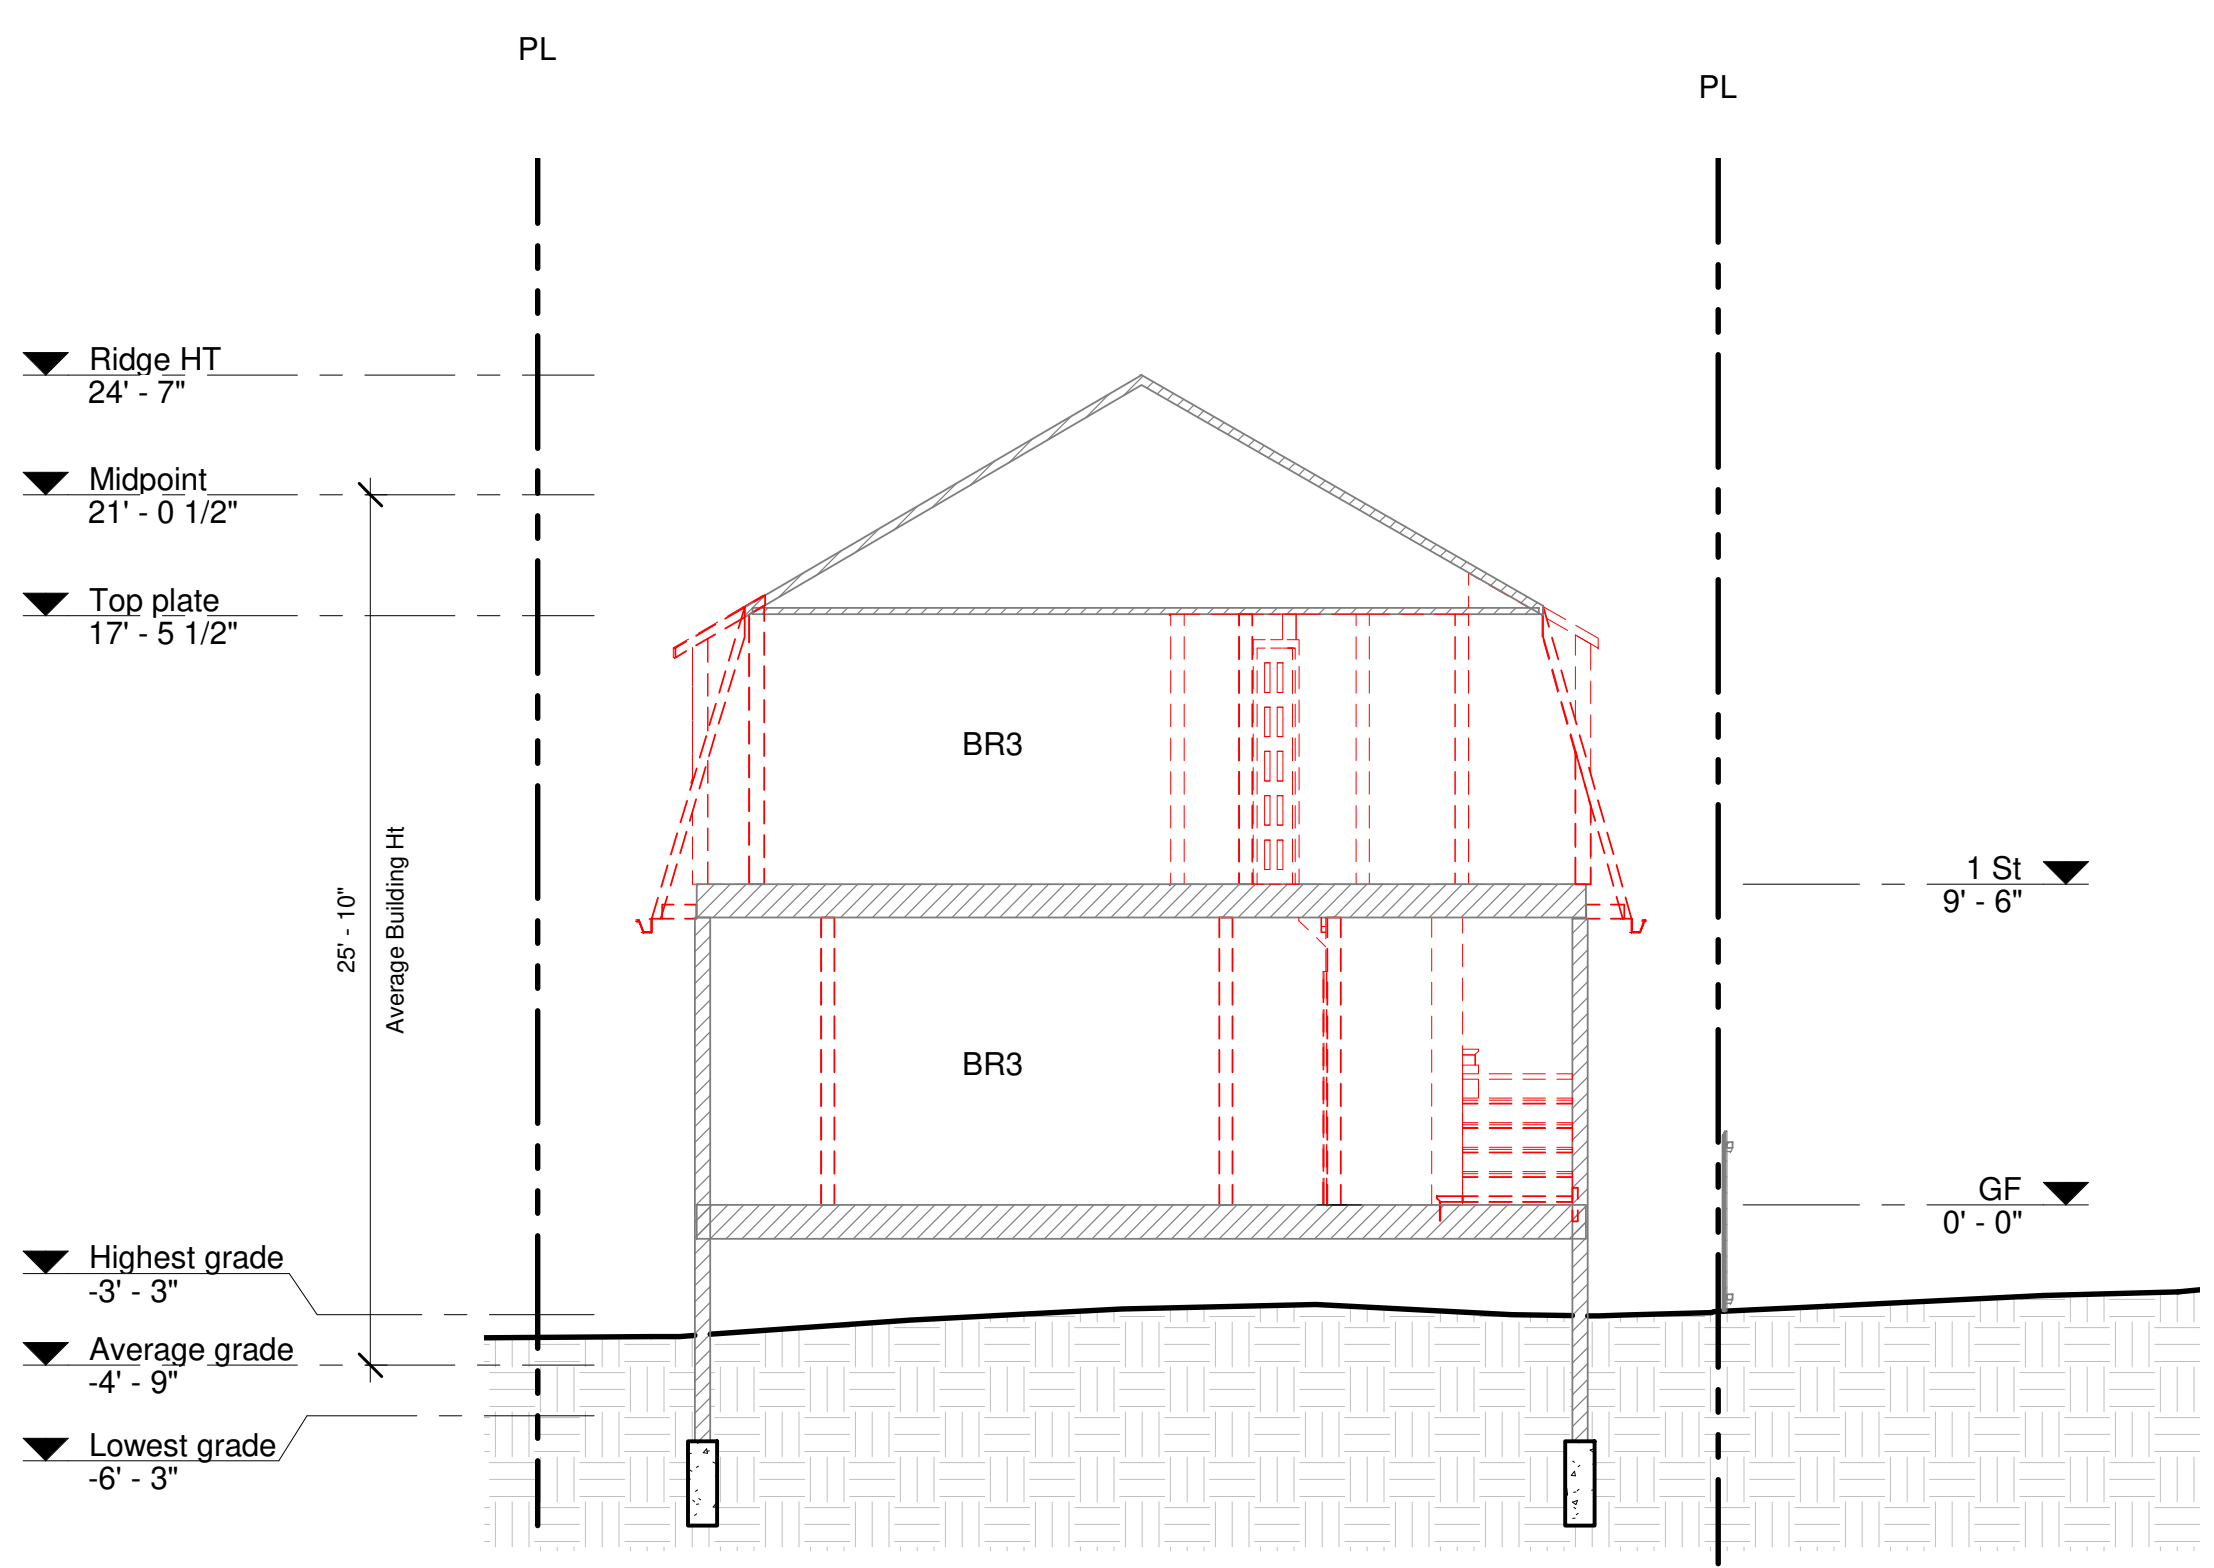 PL
PL
Ridge HT
24' - 7"
Midpoint
21' - 0 1/2"
Top plate
17' - 5 1/2"
BR3
1 St
9' - 6"
25' - 10"
Average Building Ht
BR3
GF
0' - 0"
Highest grade
-3' - 3"
Average grade
-4' - 9"
Lowest grade
-6' - 3"